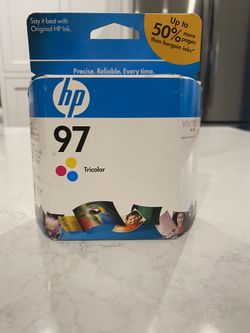 Say it best with
Original HP Ink.
Up to
50% more
pages
than bargain inks*
Precise. Reliable. Every time.
hp
97
Tricolor